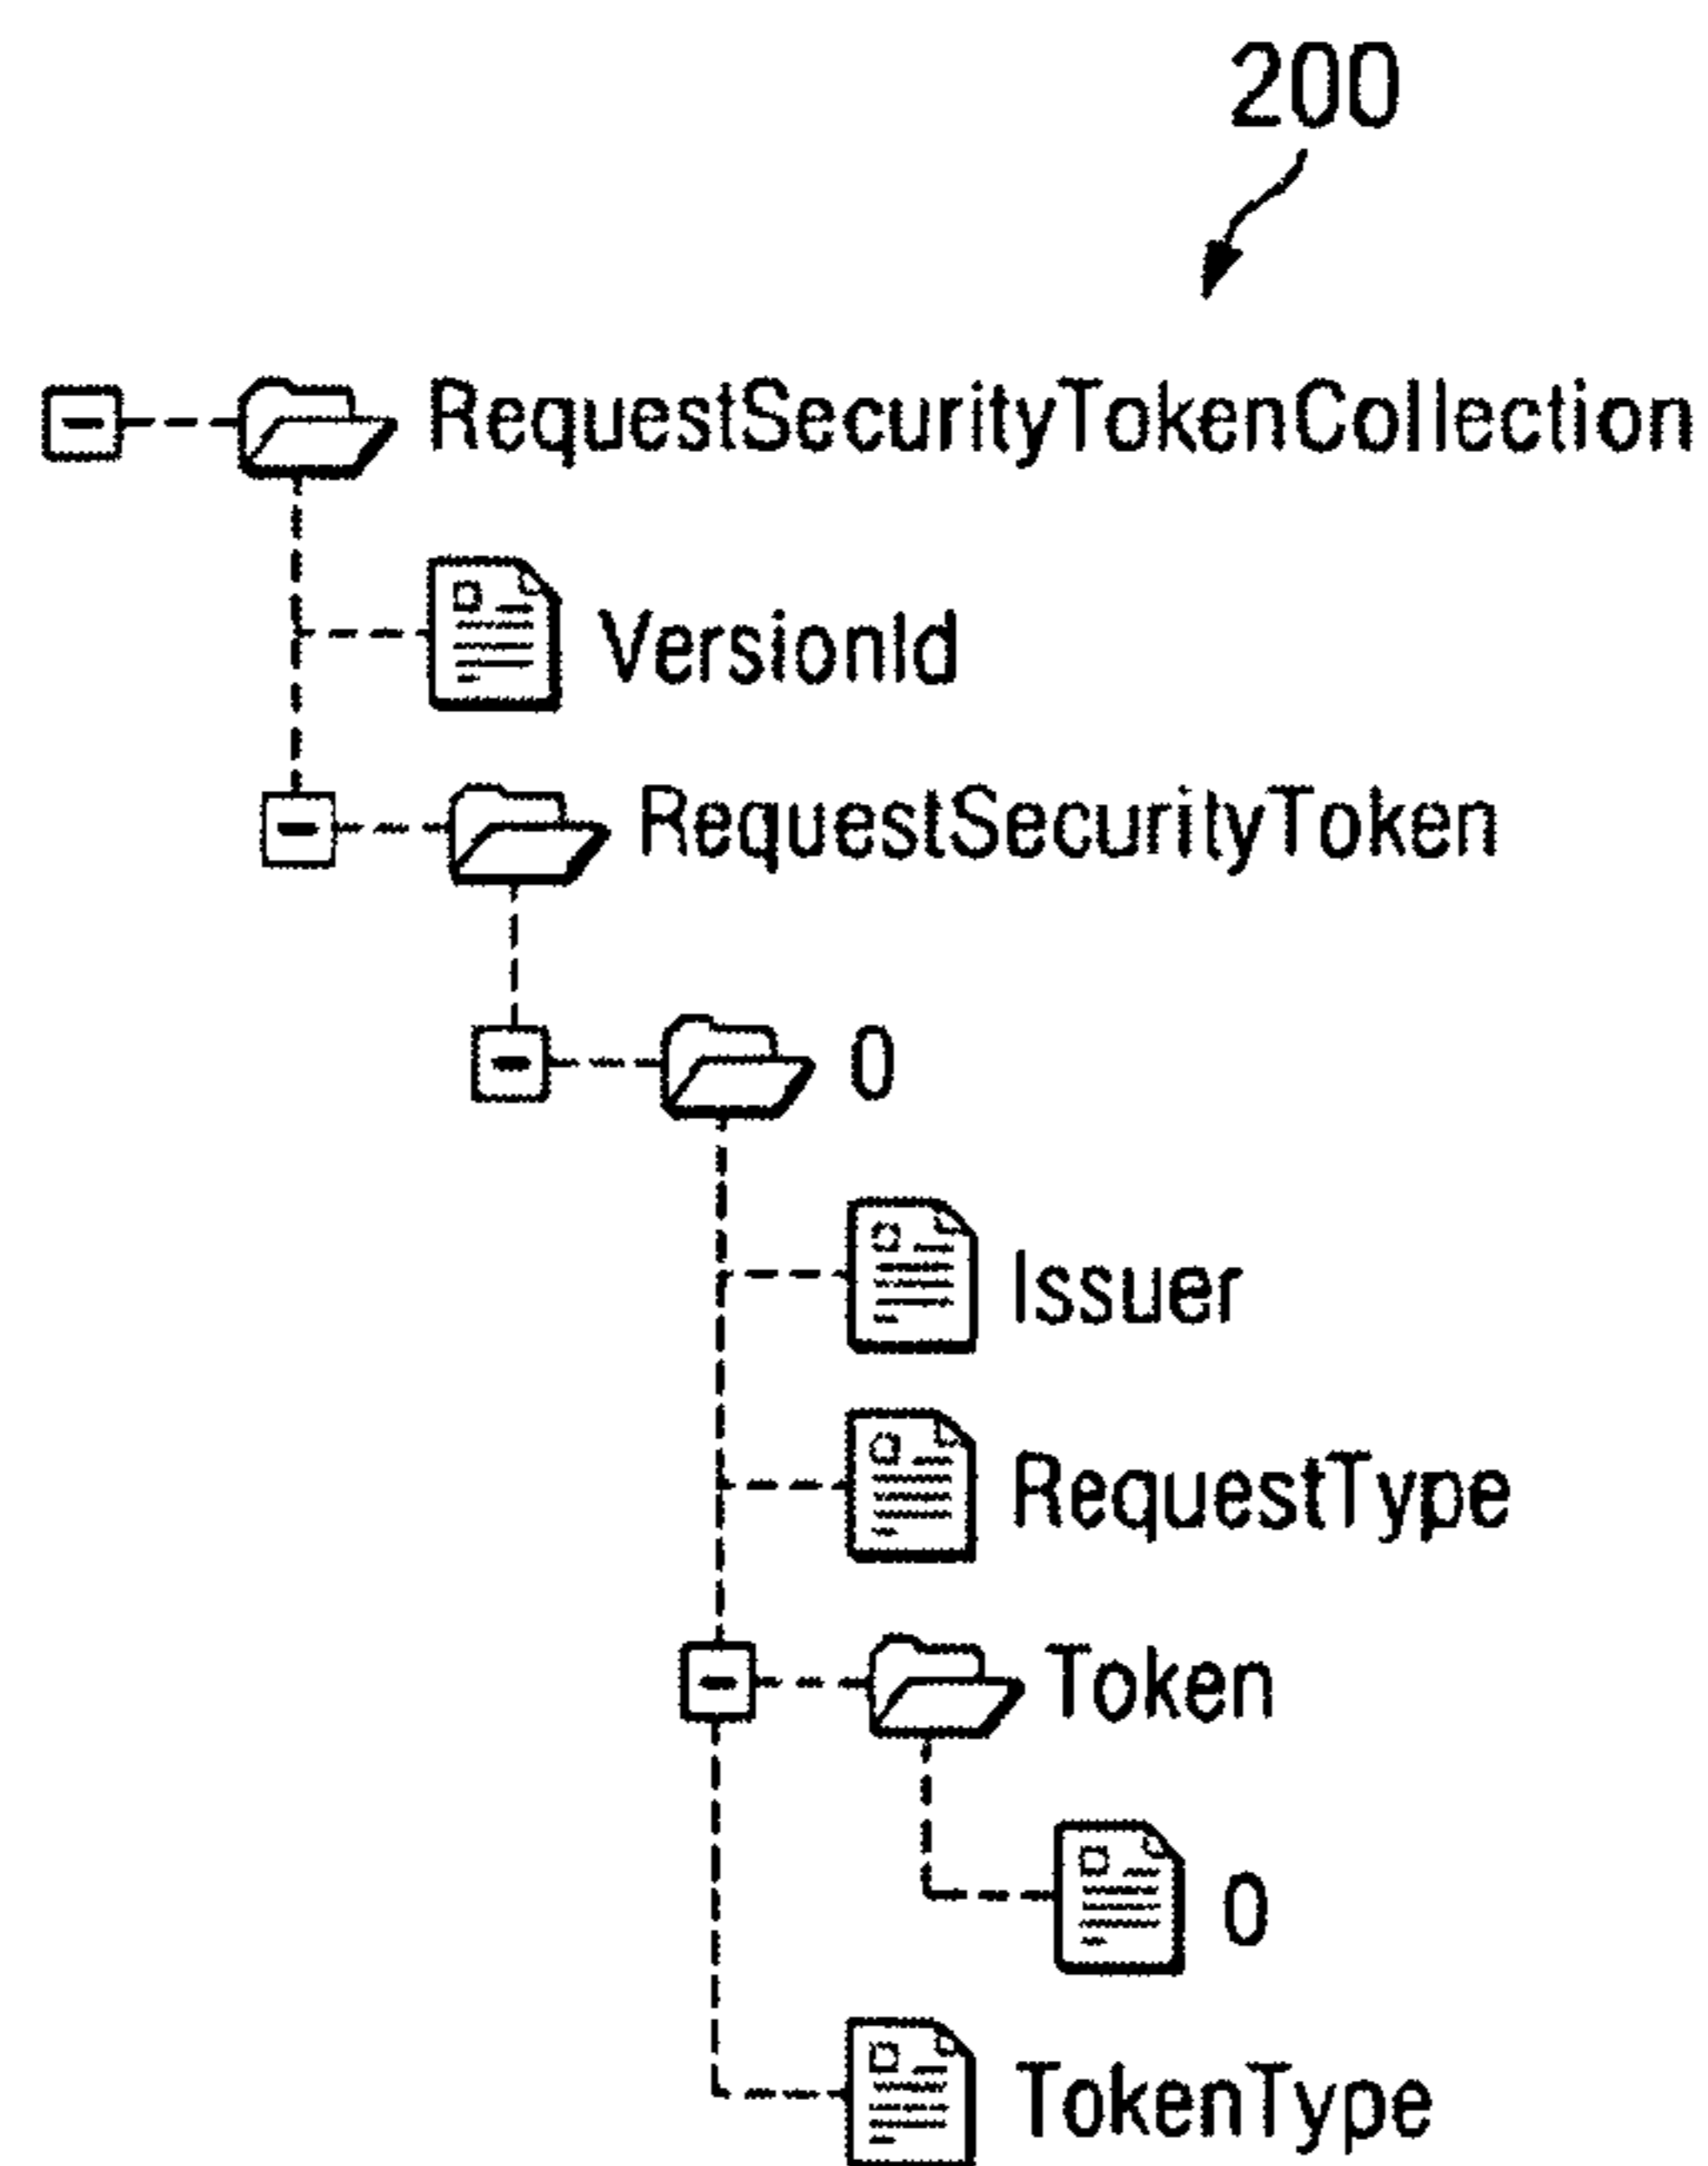 200
RequestSecurityTokenCollection
VersionId
RequestSecurityToken
0
Issuer
RequestType
Token
0
TokenType